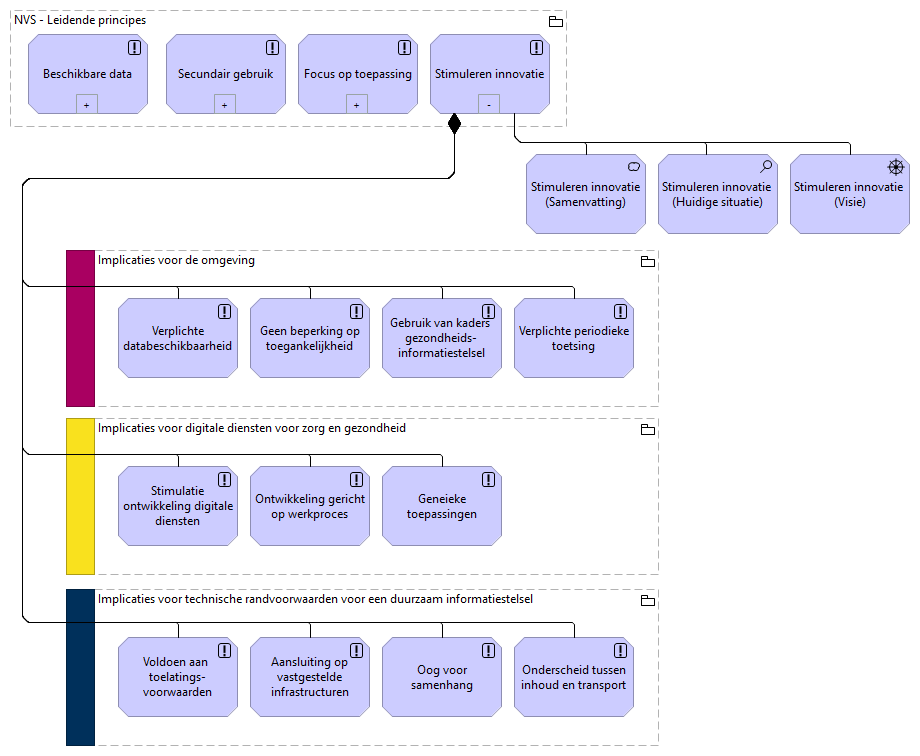 NVS - Leidende principes
Beschikbare data
+
Secundair gebruik
+
Focus op toepassing
+
Stimuleren innovatie
-
Stimuleren innovatie
(Samenvatting)
Stimuleren innovatie
(Huidige situatie)
Stimuleren innovatie
(Visie)
Implicaties voor de omgeving
Verplichte
databeschikbaarheid
Geen beperking op
toegankelijkheid
Gebruik van kaders
gezondheids-
informatiestelsel
Verplichte periodieke
toetsing
Implicaties voor digitale diensten voor zorg en gezondheid
Stimulatie
ontwikkeling digitale
diensten
Ontwikkeling gericht
op werkproces
Geneieke
toepassingen
Implicaties voor technische randvoorwaarden voor een duurzaam informatiestelsel
Voldoen aan
toelatings-
voorwaarden
Aansluiting op
vastgestelde
infrastructuren
Oog voor
samenhang
Onderscheid tussen
inhoud en transport